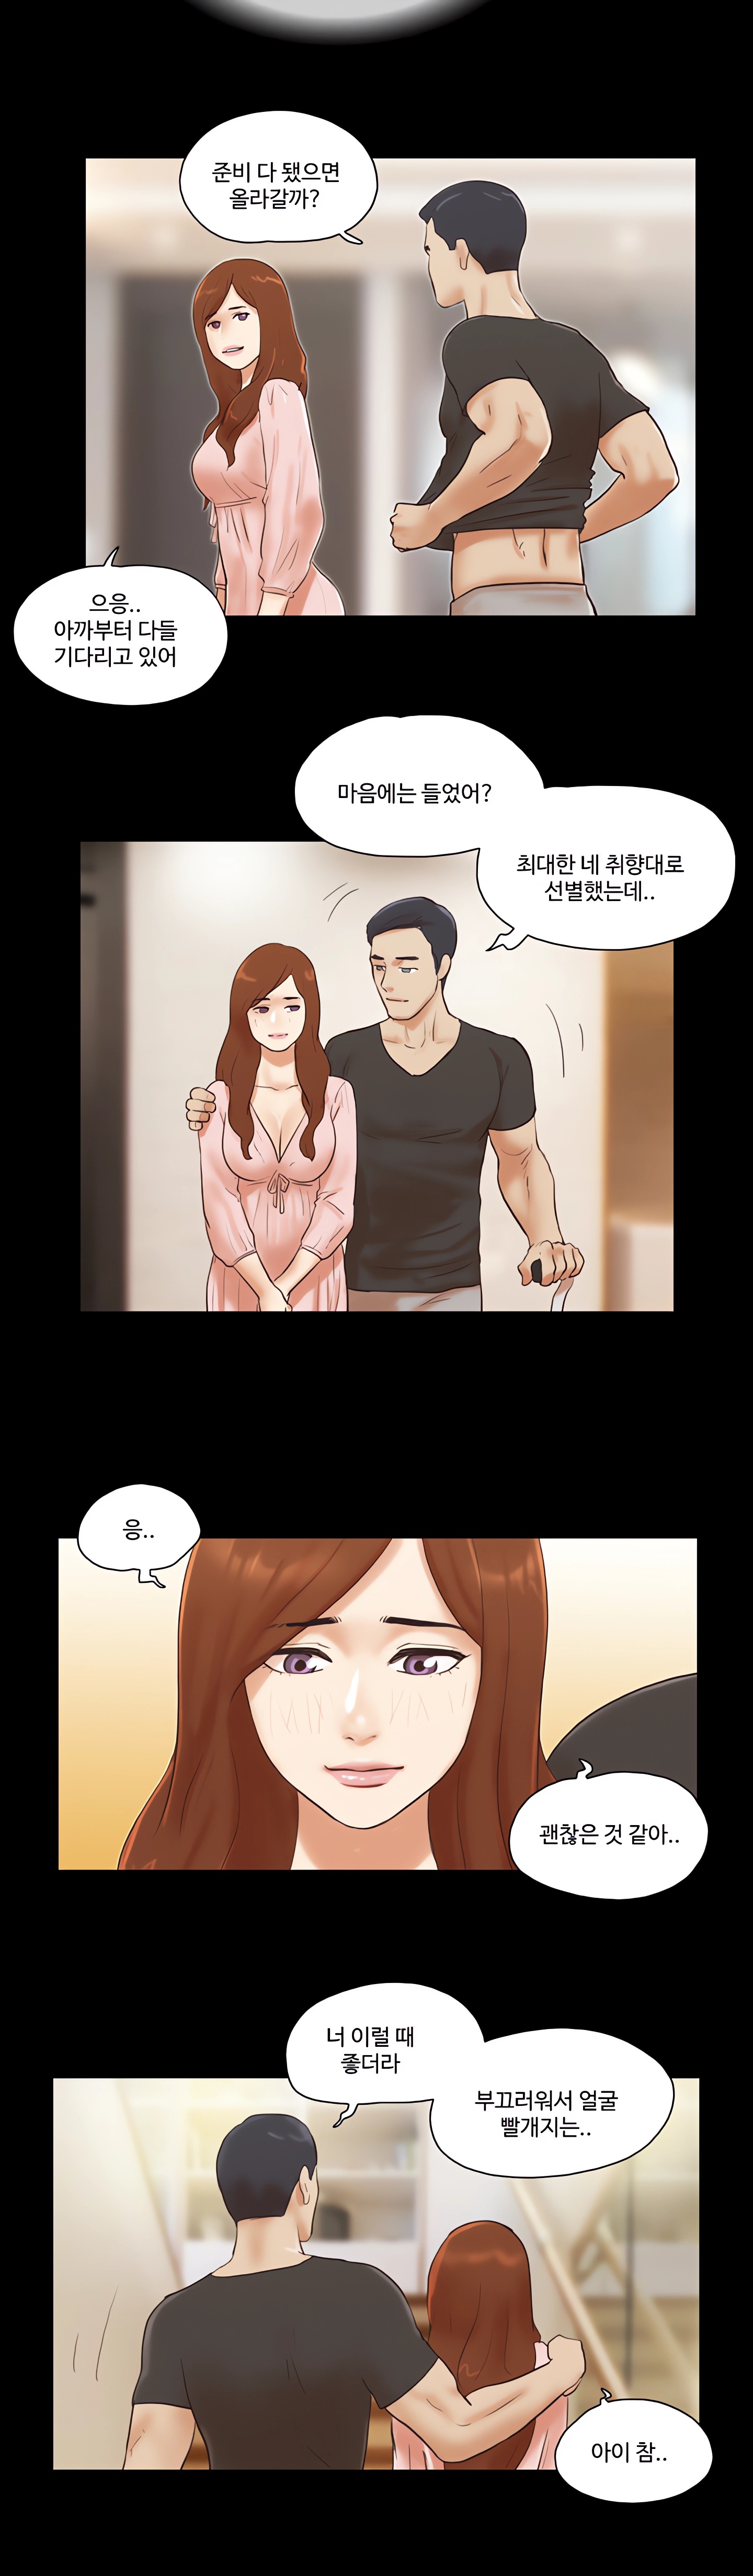 준비 다 됐으면
올라갈까?
으응..
아까부터 다들
기다리고 있어
마음에는 들었어?
최대한 네 취향대로
선별했는데..
응..
괜찮은 것 같아..
너 이럴 때
좋더라
부끄러워서 얼굴
빨개지는..
아이 참..